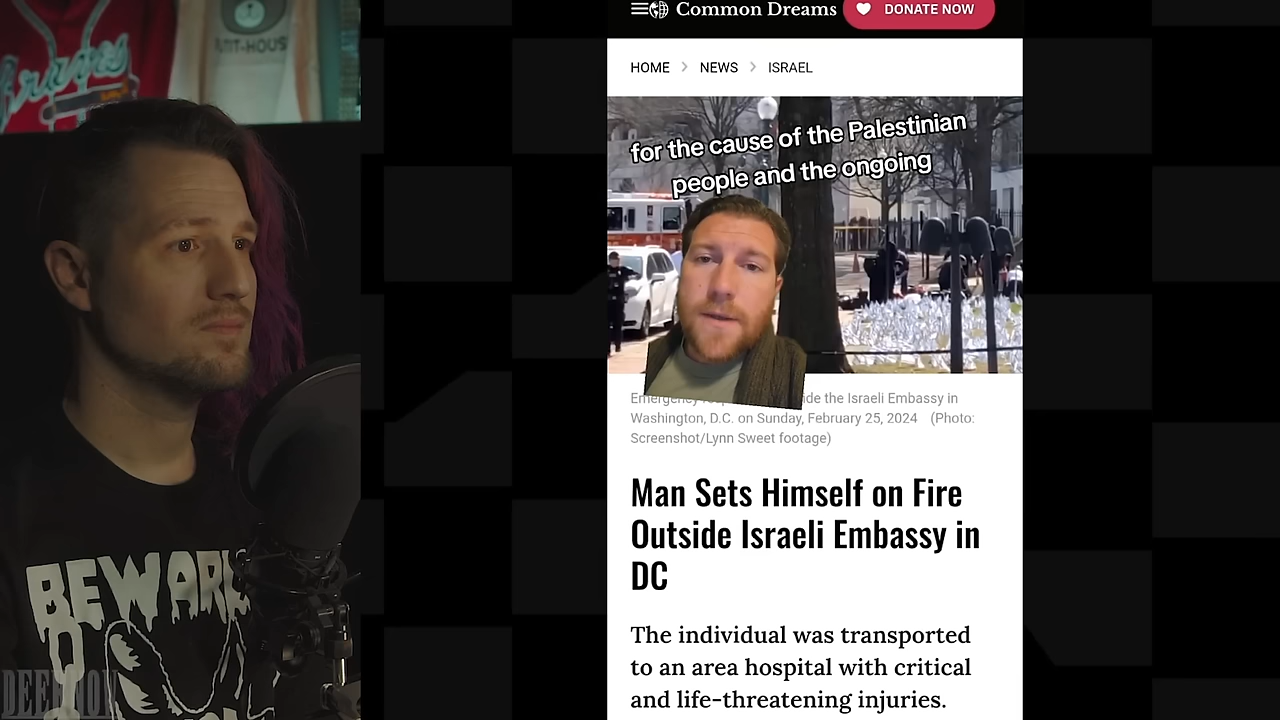 Braves
BEWARE
Common Dreams
DONATE NOW
HOME > NEWS > ISRAEL
for the cause of the Palestinian
people and the ongoing
Emergency ide the Israeli Embassy in
Washington, D.C. on Sunday, February 25, 2024 (Photo:
Screenshot/Lynn Sweet footage)
Man Sets Himself on Fire
Outside Israeli Embassy in
DC
The individual was transported
to an area hospital with critical
and life-threatening injuries.